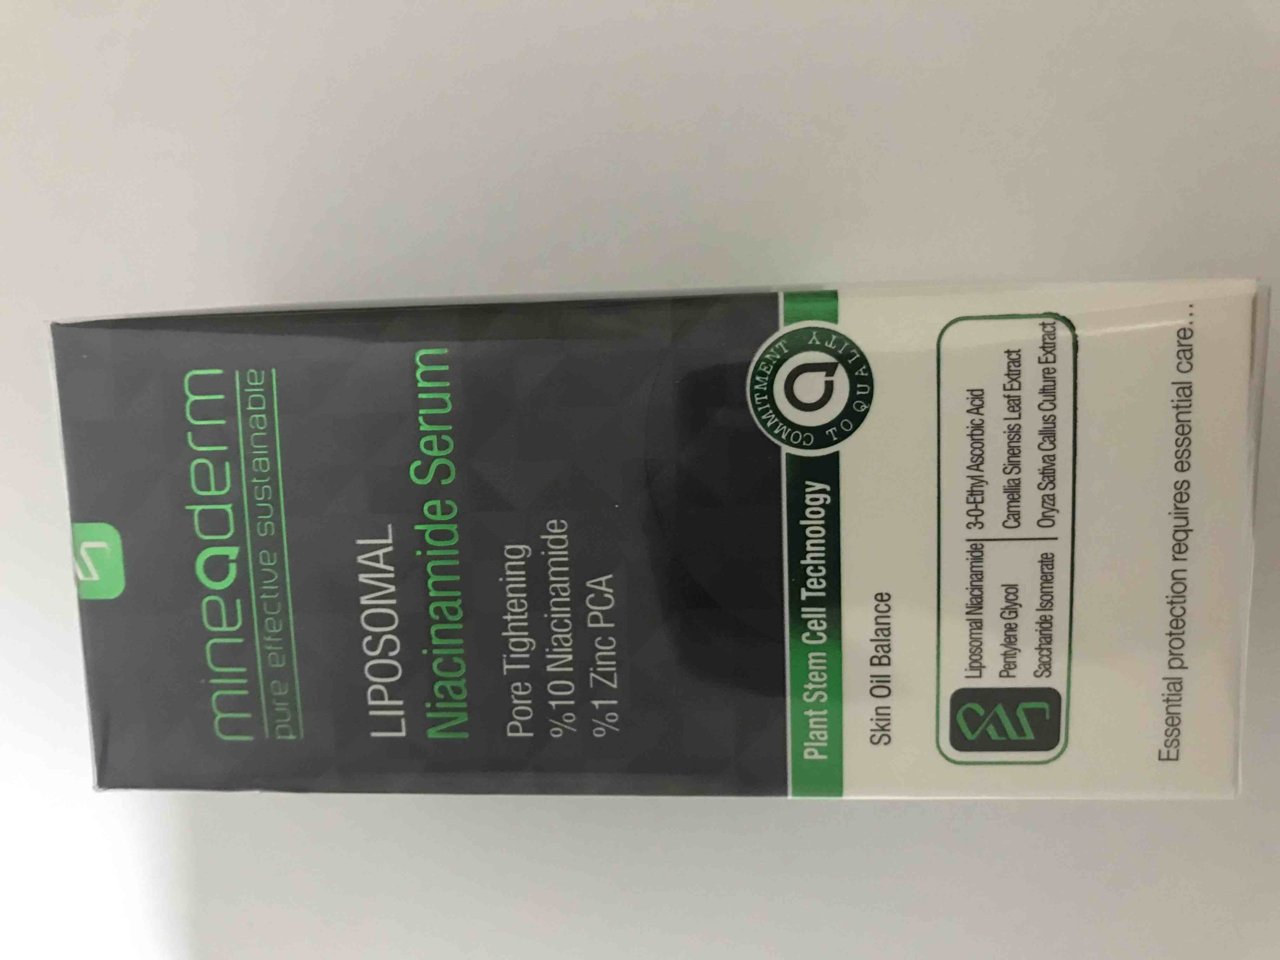 mineaderm
pure effective sustainable
LIPOSOMAL
Niacinamide Serum
Pore Tightening
%10 Niacinamide
%1 Zinc PCA
Plant Stem Cell Technology
COMMITMENT TO QUALITY
Skin Oil Balance
Liposomal Niacinamide | 3-O-Ethyl Ascorbic Acid
Pentylene Glycol | Camellia Sinensis Leaf Extract
Saccharide Isomerate | Oryza Sativa Callus Culture Extract
Essential protection requires essential care...